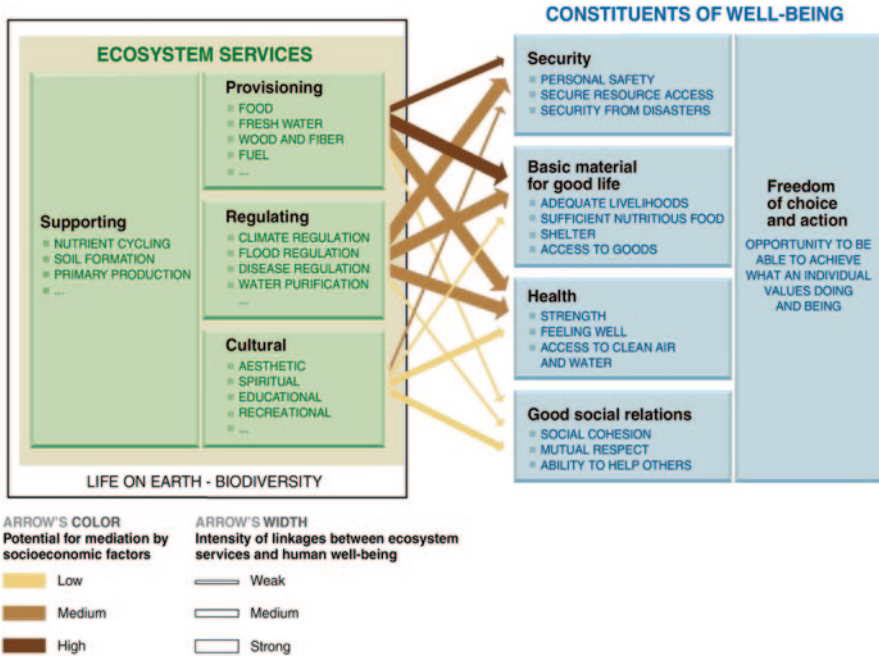 CONSTITUENTS OF WELL-BEING
ECOSYSTEM SERVICES
Supporting
NUTRIENT CYCLING
SOIL FORMATION
PRIMARY PRODUCTION
...
Provisioning
FOOD
FRESH WATER
WOOD AND FIBER
FUEL
...
Regulating
CLIMATE REGULATION
FLOOD REGULATION
DISEASE REGULATION
WATER PURIFICATION
...
Cultural
AESTHETIC
SPIRITUAL
EDUCATIONAL
RECREATIONAL
...
LIFE ON EARTH - BIODIVERSITY
Security
PERSONAL SAFETY
SECURE RESOURCE ACCESS
SECURITY FROM DISASTERS
Basic material
for good life
ADEQUATE LIVELIHOODS
SUFFICIENT NUTRITIOUS FOOD
SHELTER
ACCESS TO GOODS
Health
STRENGTH
FEELING WELL
ACCESS TO CLEAN AIR
AND WATER
Good social relations
SOCIAL COHESION
MUTUAL RESPECT
ABILITY TO HELP OTHERS
Freedom
of choice
and action
OPPORTUNITY TO BE
ABLE TO ACHIEVE
WHAT AN INDIVIDUAL
VALUES DOING
AND BEING
ARROW'S COLOR
Potential for mediation by
socioeconomic factors
Low
Medium
High
ARROW'S WIDTH
Intensity of linkages between ecosystem
services and human well-being
Weak
Medium
Strong